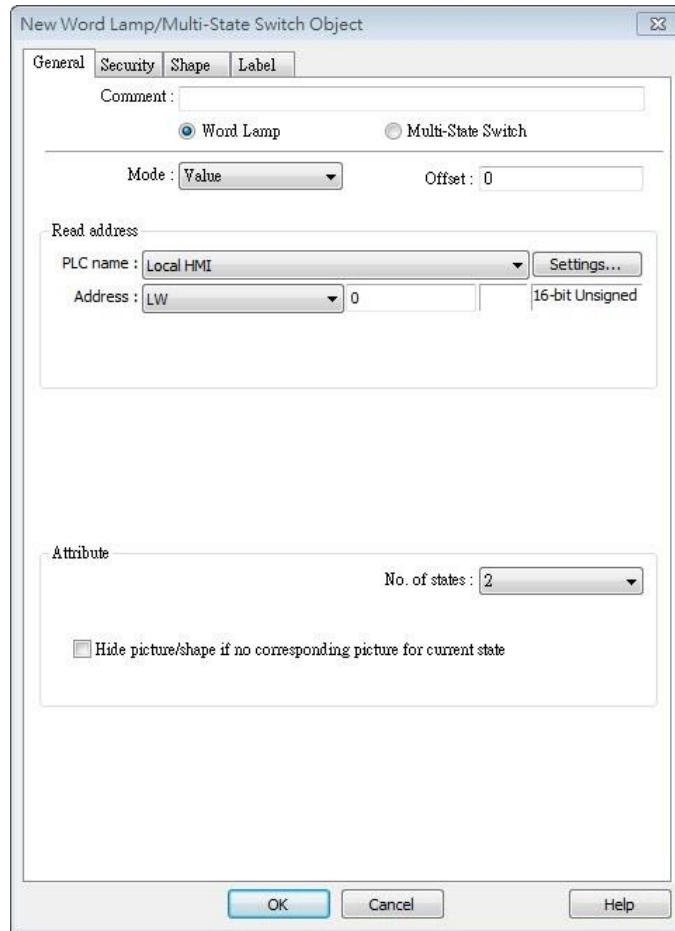 New Word Lamp/Multi-State Switch Object
General Security Shape Label
Comment :
Word Lamp Multi-State Switch
Mode : Value Offset : 0
Read address
PLC name : Local HMI Settings...
Address : LW 0 16-bit Unsigned
Attribute
No. of states : 2
Hide picture/shape if no corresponding picture for current state
OK Cancel Help